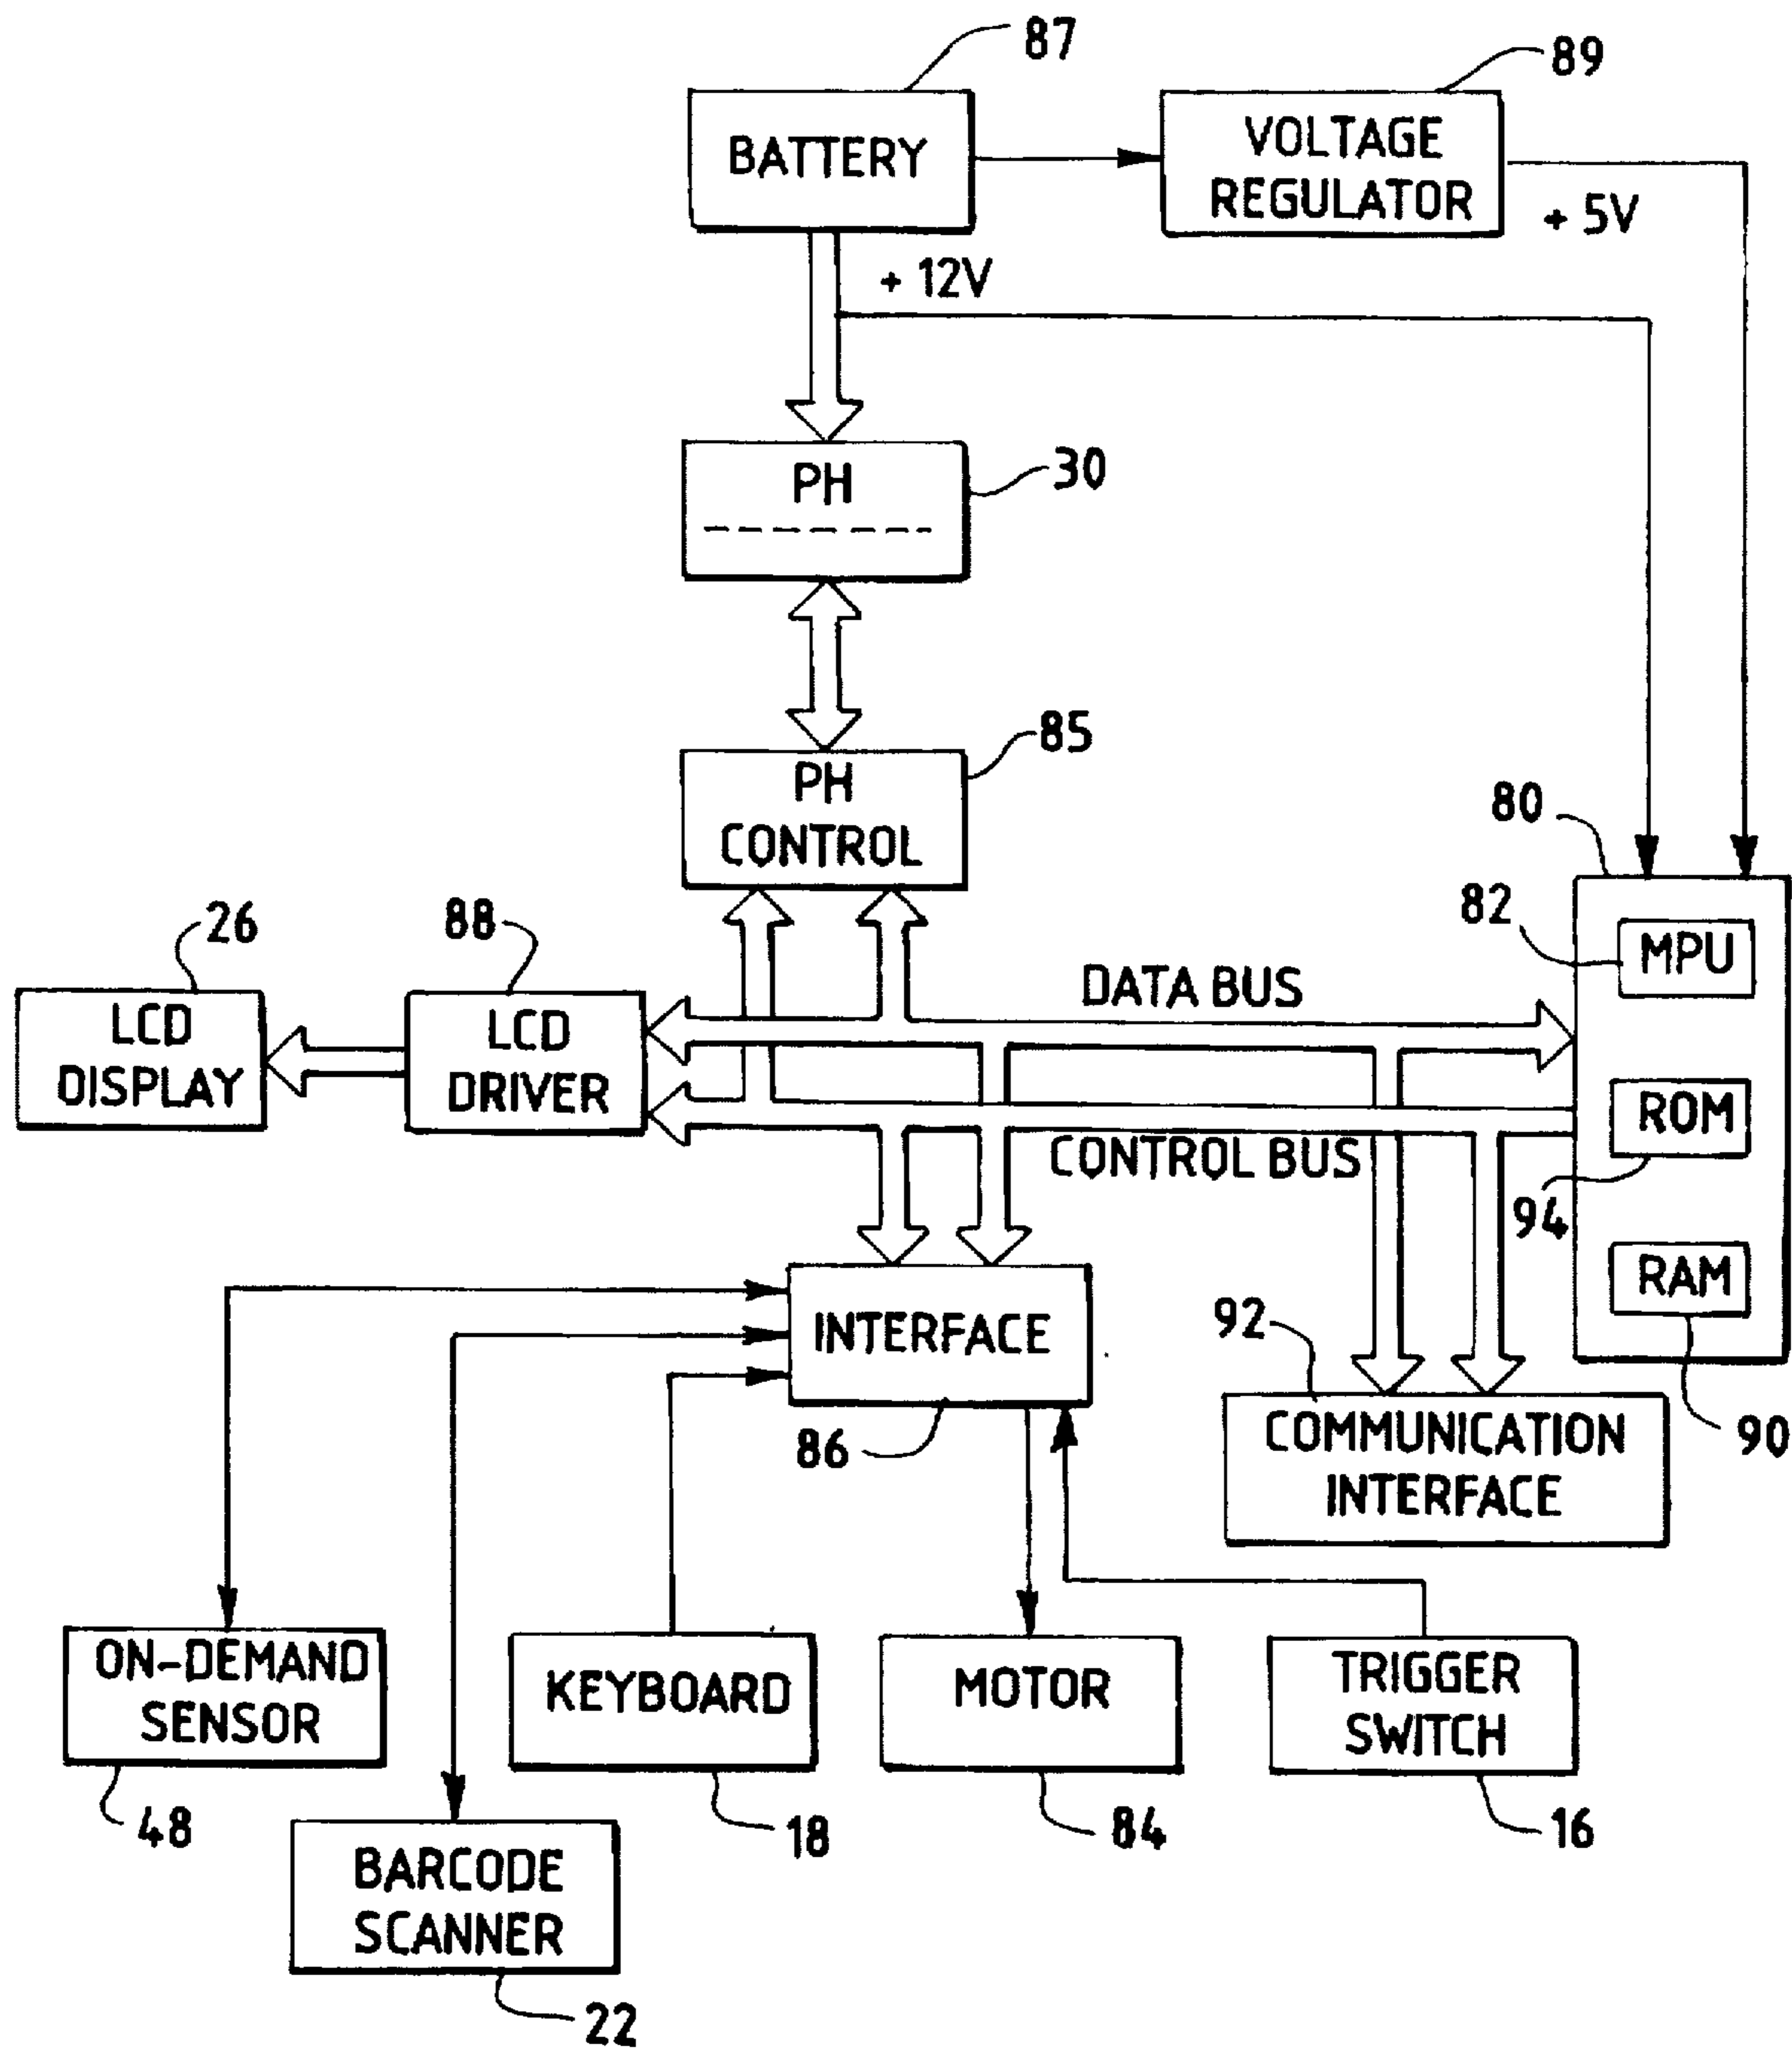 87
89
BATTERY
VOLTAGE
REGULATOR
+ 5V
+ 12V
PH
30
85
PH
CONTROL
80
82
MPU
26
88
LCD
DISPLAY
LCD
DRIVER
DATA BUS
ROM
CONTROL BUS
94
RAM
INTERFACE
92
86
COMMUNICATION
INTERFACE
90
ON-DEMAND
SENSOR
KEYBOARD
MOTOR
TRIGGER
SWITCH
48
18
84
16
BARCODE
SCANNER
22